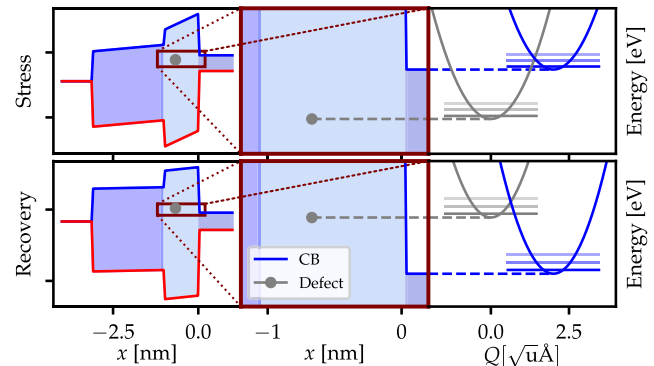 Stress
Energy [eV]
Recovery
Energy [eV]
CB
Defect
−2.5 0.0 −1 0 0.0 2.5
x [nm] x [nm] Q[√uÅ]